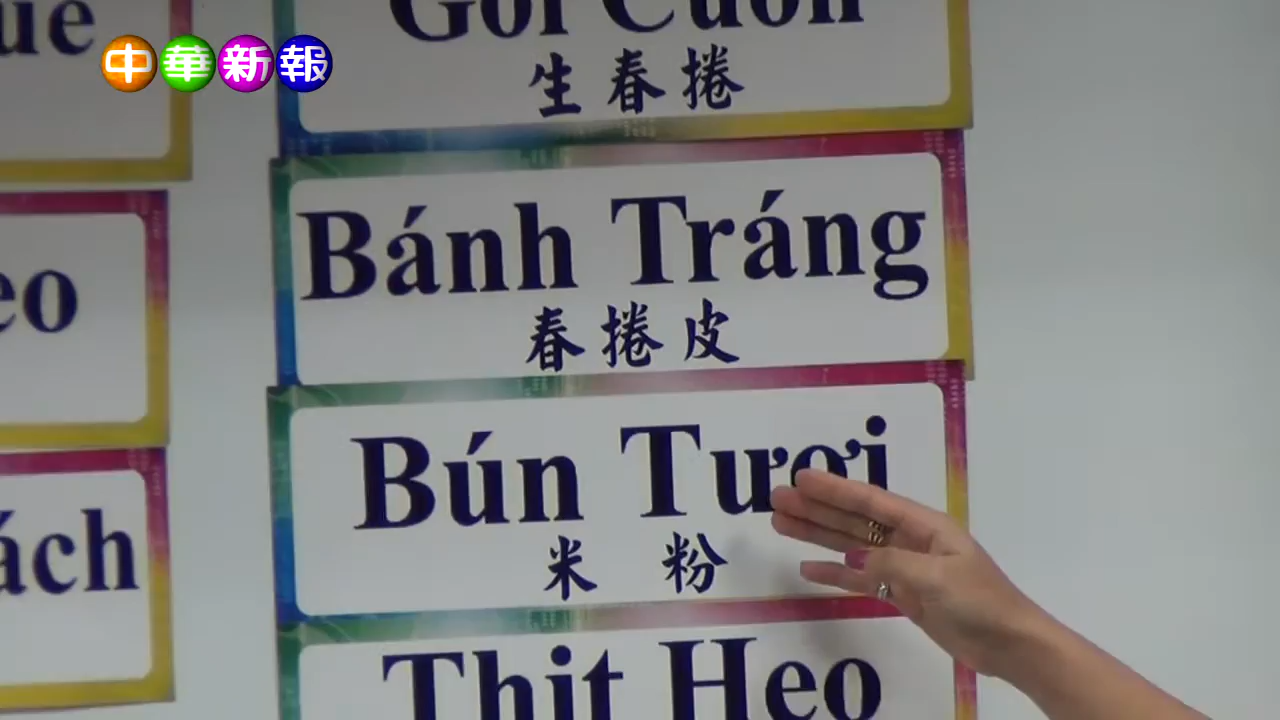 中華新報
Gỏi Cuốn
生春捲
Bánh Tráng
春捲皮
Bún Tươi
米粉
Thịt Heo